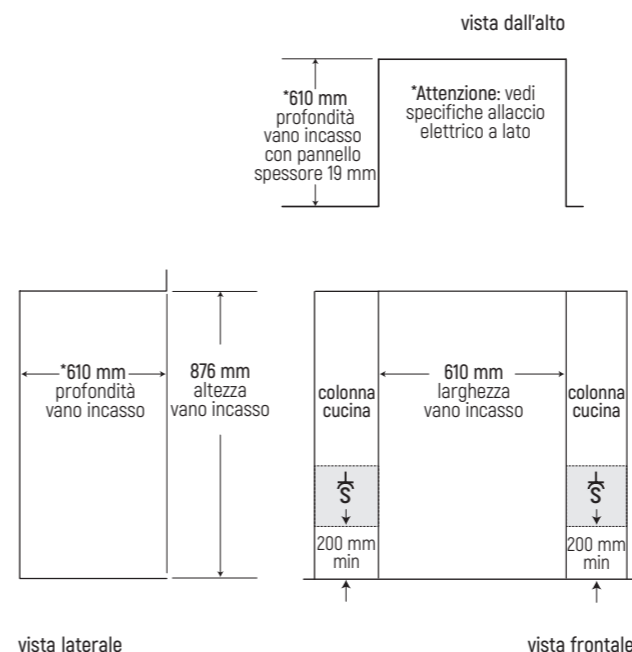 vista dall'alto
*610 mm
profondità
vano incasso
con pannello
spessore 19 mm
*Attenzione: vedi
specifiche allaccio
elettrico a lato
*610 mm
profondità
vano incasso
876 mm
altezza
vano incasso
colonna
cucina
610 mm
larghezza
vano incasso
colonna
cucina
S
200 mm
min
S
200 mm
min
vista laterale
vista frontale